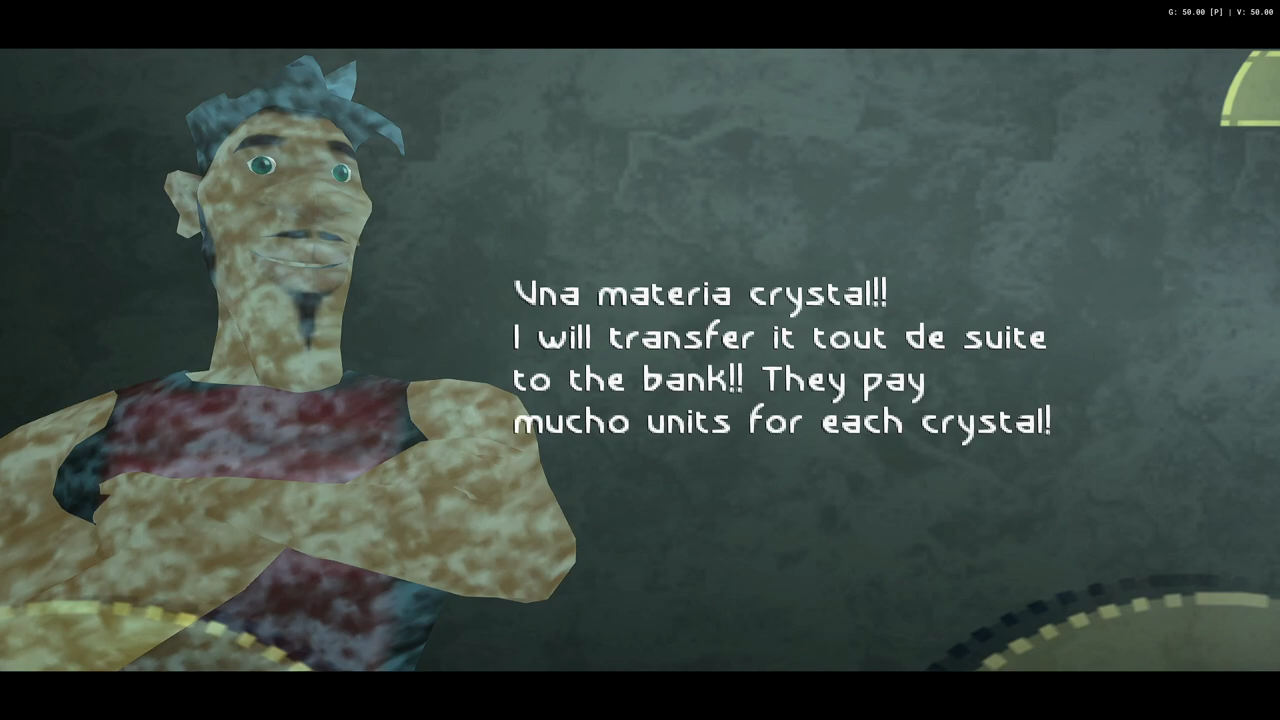 G: 50.00 [P] | V: 50.00
Una materia crystal!!
I will transfer it tout de suite
to the bank!! They pay
mucho units for each crystal!